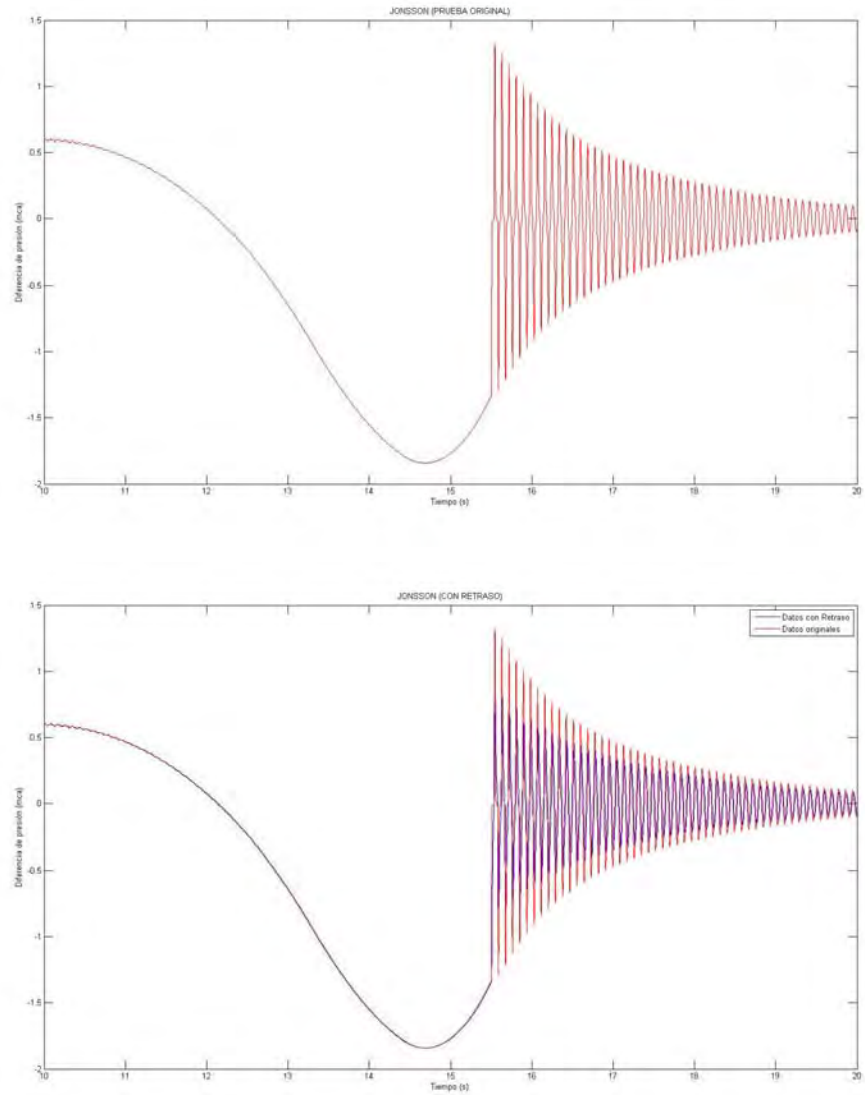 JONSSON (PRUEBA ORIGINAL)
1.5
1
0.5
0
-0.5
-1
-1.5
-2
Diferencia de presión (mca)
10 11 12 13 14 15 16 17 18 19 20
Tiempo (s)
JONSSON (CON RETRASO)
Datos con Retraso
Datos originales
1.5
1
0.5
0
-0.5
-1
-1.5
-2
Diferencia de presión (mca)
10 11 12 13 14 15 16 17 18 19 20
Tiempo (s)